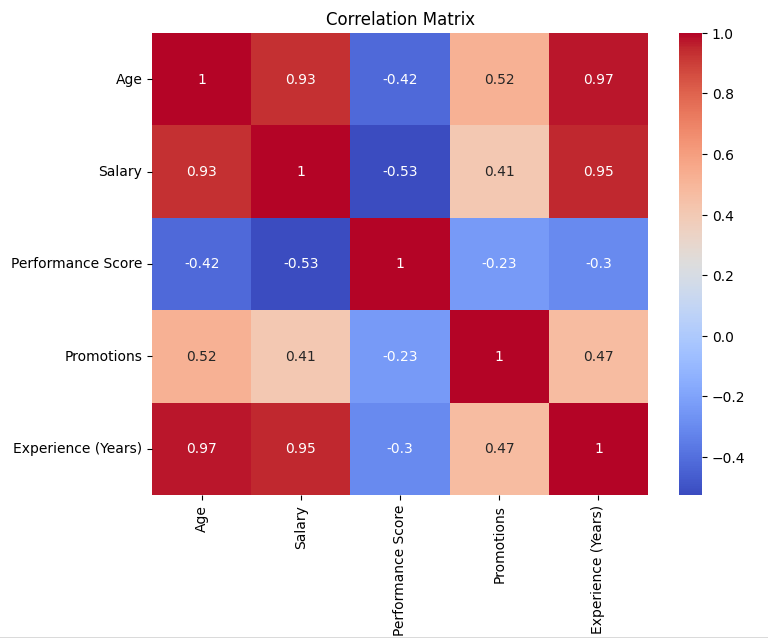 Correlation Matrix
Age 1 0.93 -0.42 0.52 0.97
Salary 0.93 1 -0.53 0.41 0.95
Performance Score -0.42 -0.53 1 -0.23 -0.3
Promotions 0.52 0.41 -0.23 1 0.47
Experience (Years) 0.97 0.95 -0.3 0.47 1
Age
Salary
Performance Score
Promotions
Experience (Years)
1.0
0.8
0.6
0.4
0.2
0.0
−0.2
−0.4